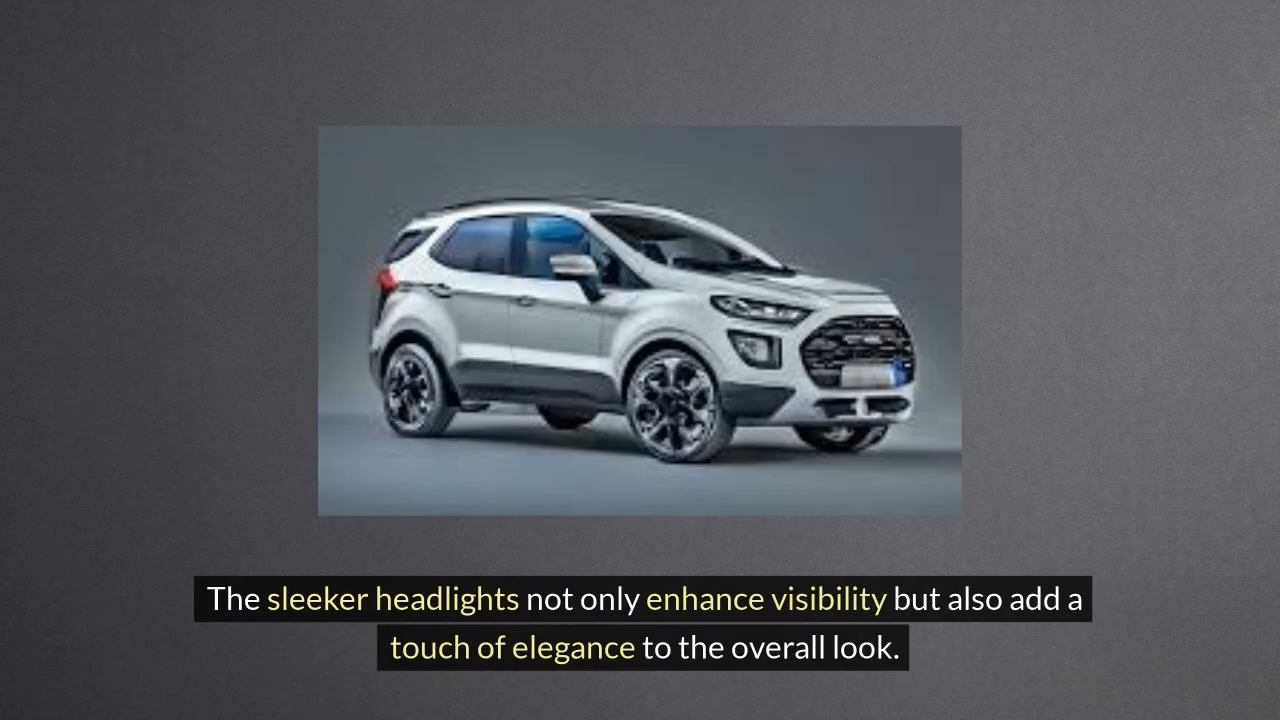 The sleeker headlights not only enhance visibility but also add a
touch of elegance to the overall look.